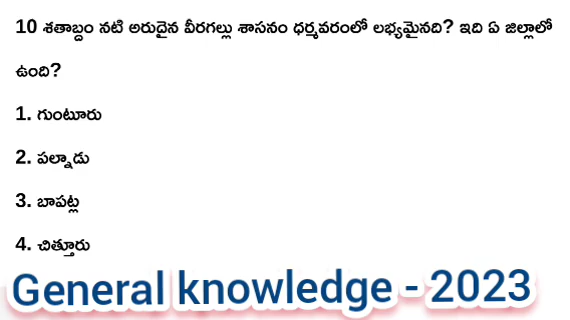 10 శతాబ్దం నటి అరుదైన వీరగల్లు శాసనం ధర్మవరంలో లభ్యమైనది? ఇది ఏ జిల్లాలో
ఉంది?
1. గుంటూరు
2. పల్నాడు
3. బాపట్ల
4. చిత్తూరు
General knowledge - 2023